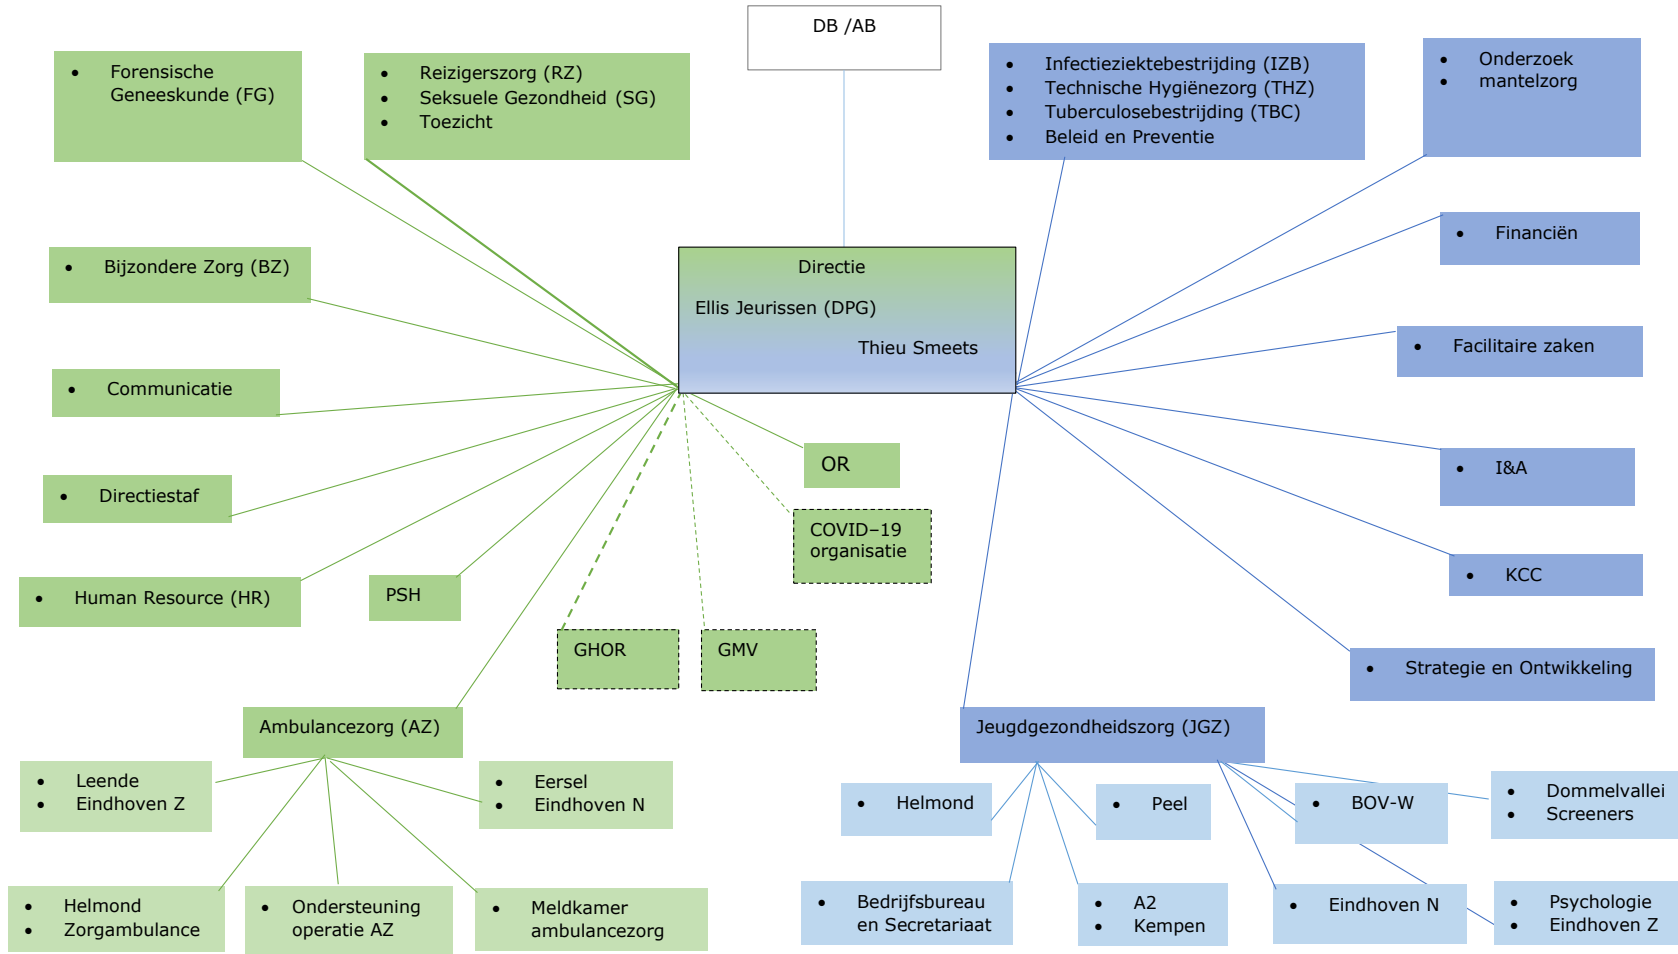 DB /AB
• Forensische
Geneeskunde (FG)
• Reizigerszorg (RZ)
• Seksuele Gezondheid (SG)
• Toezicht
• Infectieziektebestrijding (IZB)
• Technische Hygiënezorg (THZ)
• Tuberculosebestrijding (TBC)
• Beleid en Preventie
• Onderzoek
• mantelzorg
• Bijzondere Zorg (BZ)
Directie
Ellis Jeurissen (DPG)
Thieu Smeets
• Financiën
• Communicatie
• Facilitaire zaken
• Directiestaf
OR
• I&A
COVID–19
organisatie
• Human Resource (HR)
PSH
• KCC
GHOR
GMV
• Strategie en Ontwikkeling
Ambulancezorg (AZ)
Jeugdgezondheidszorg (JGZ)
• Leende
• Eindhoven Z
• Eersel
• Eindhoven N
• Helmond
• Peel
• BOV-W
• Dommelvallei
• Screeners
• Helmond
• Zorgambulance
• Ondersteuning
operatie AZ
• Meldkamer
ambulancezorg
• Bedrijfsbureau
en Secretariaat
• A2
• Kempen
• Eindhoven N
• Psychologie
• Eindhoven Z